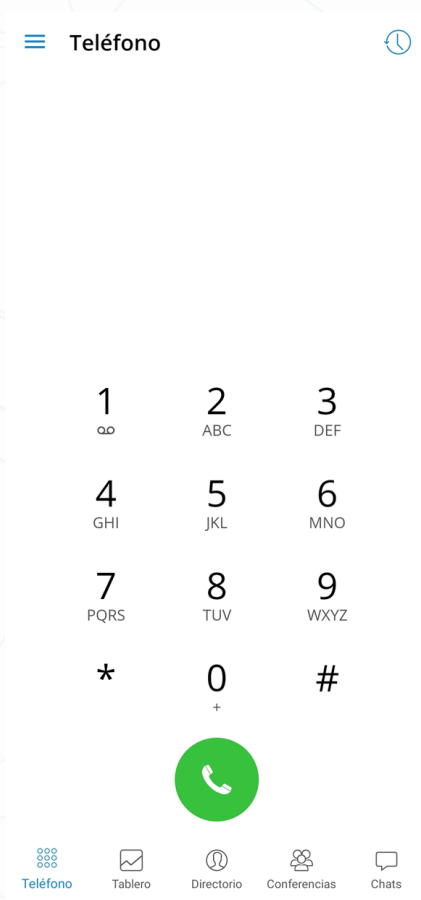 Teléfono
1 2 3
ABC DEF
4 5 6
GHI JKL MNO
7 8 9
PQRS TUV WXYZ
* 0 #
+
Teléfono Tablero Directorio Conferencias Chats